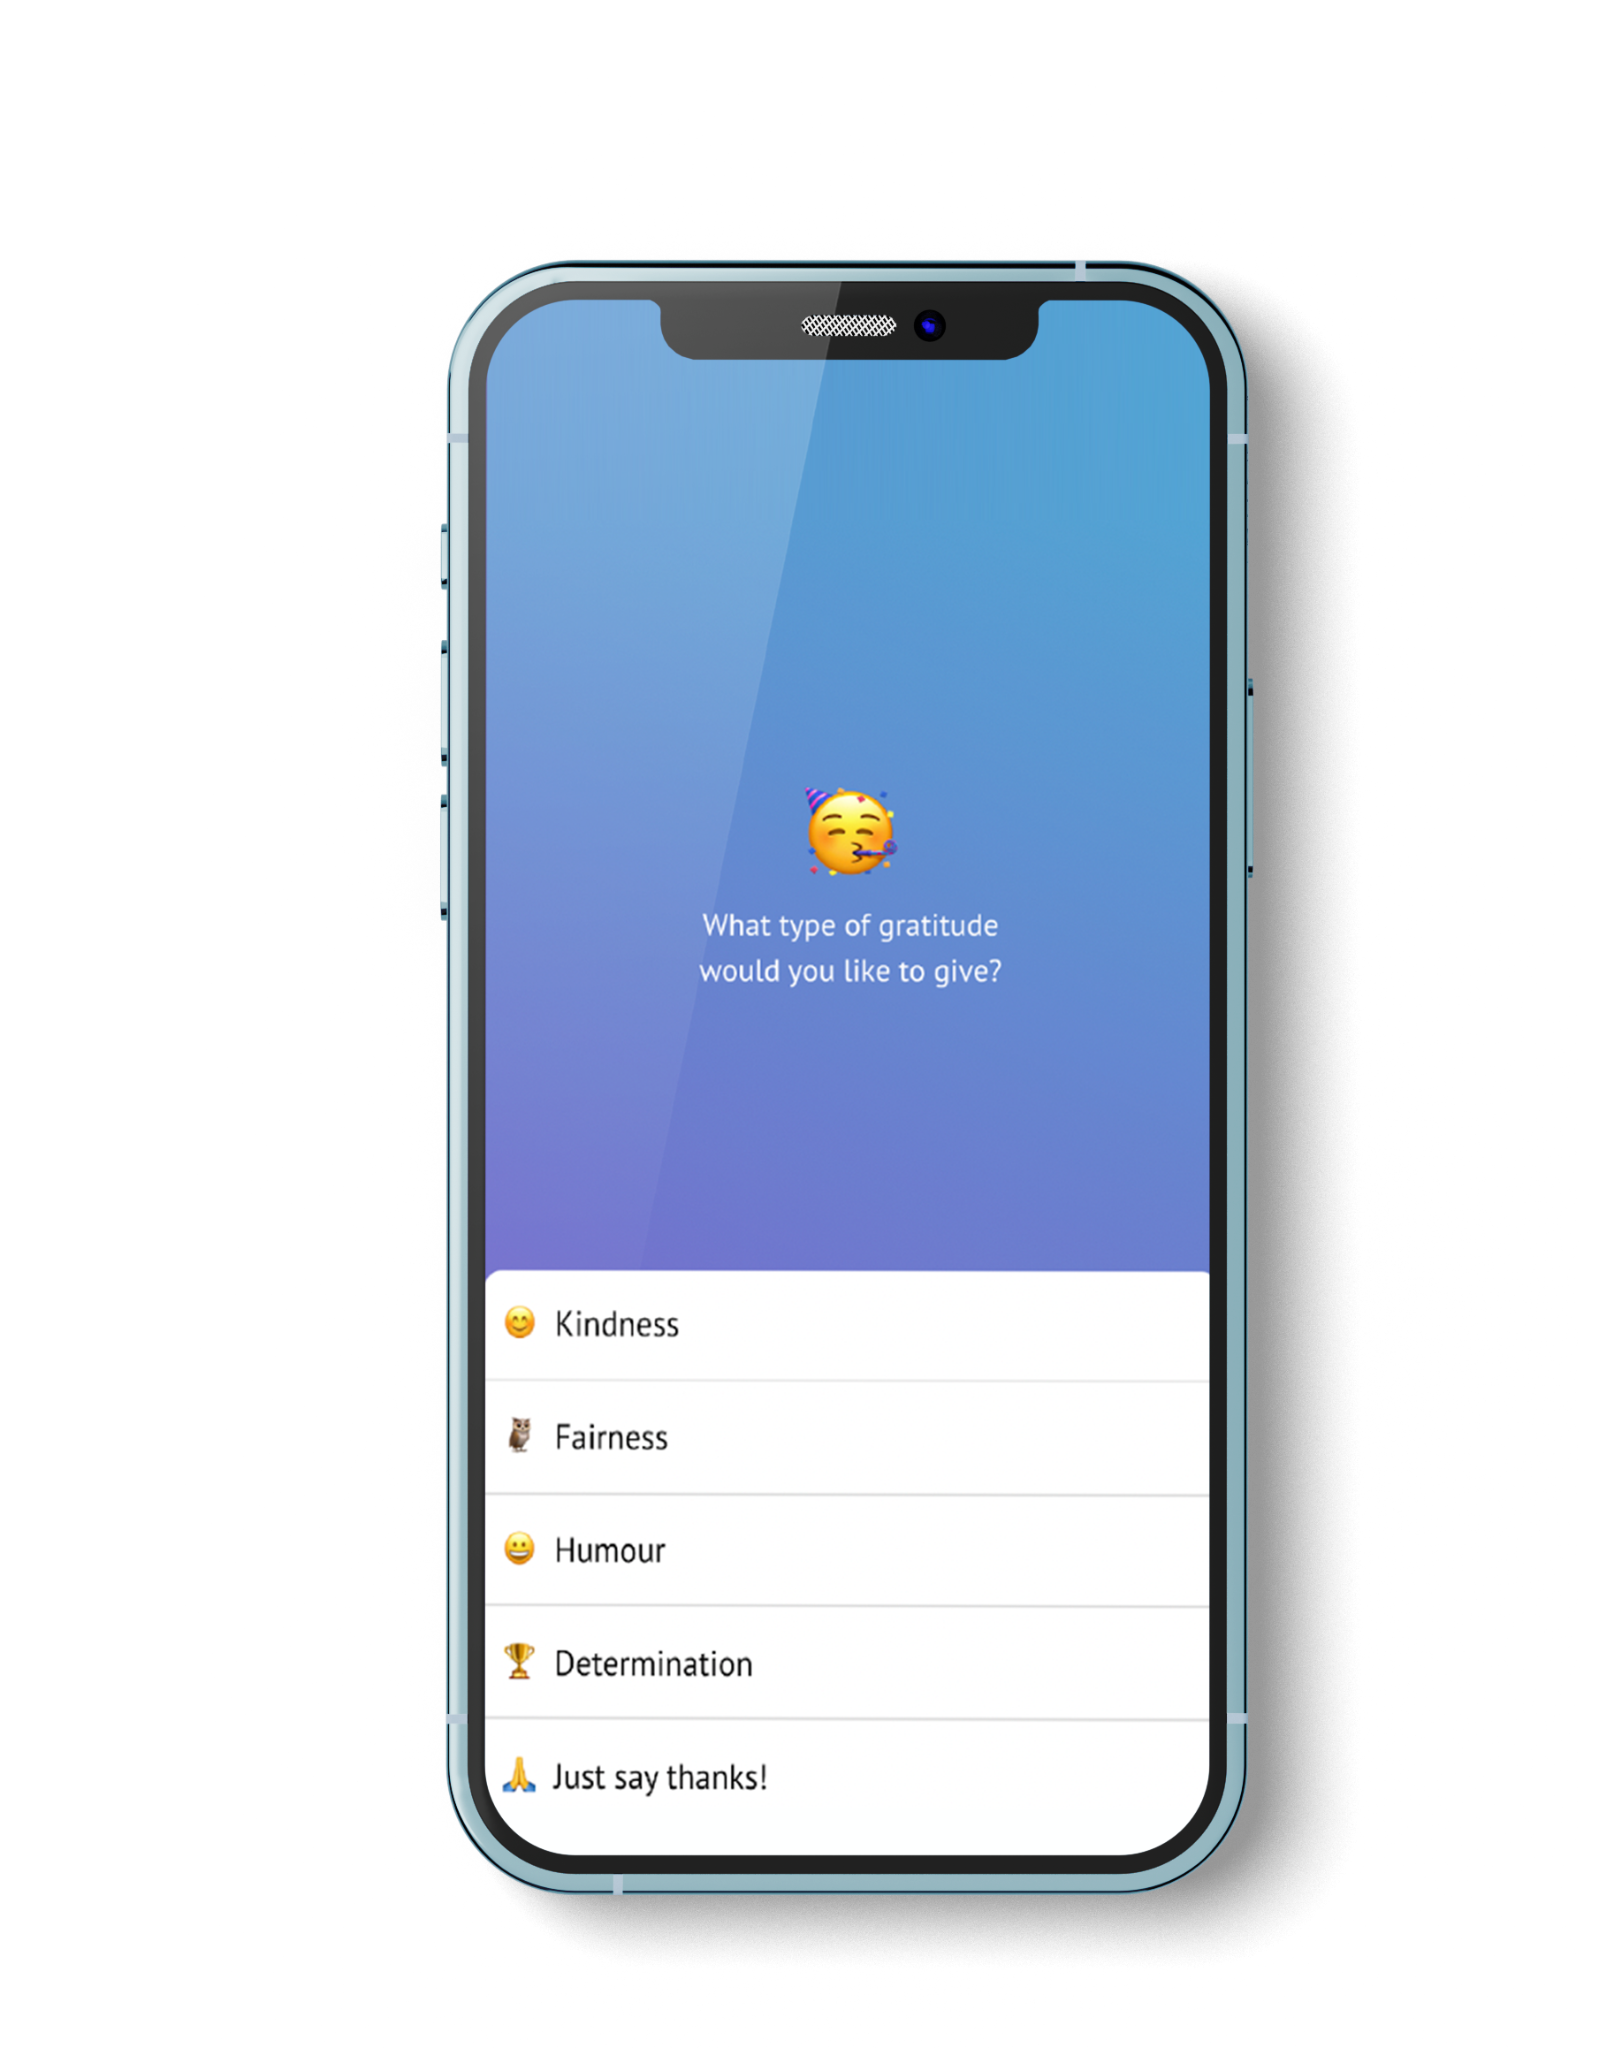 What type of gratitude
would you like to give?
Kindness
Fairness
Humour
Determination
Just say thanks!